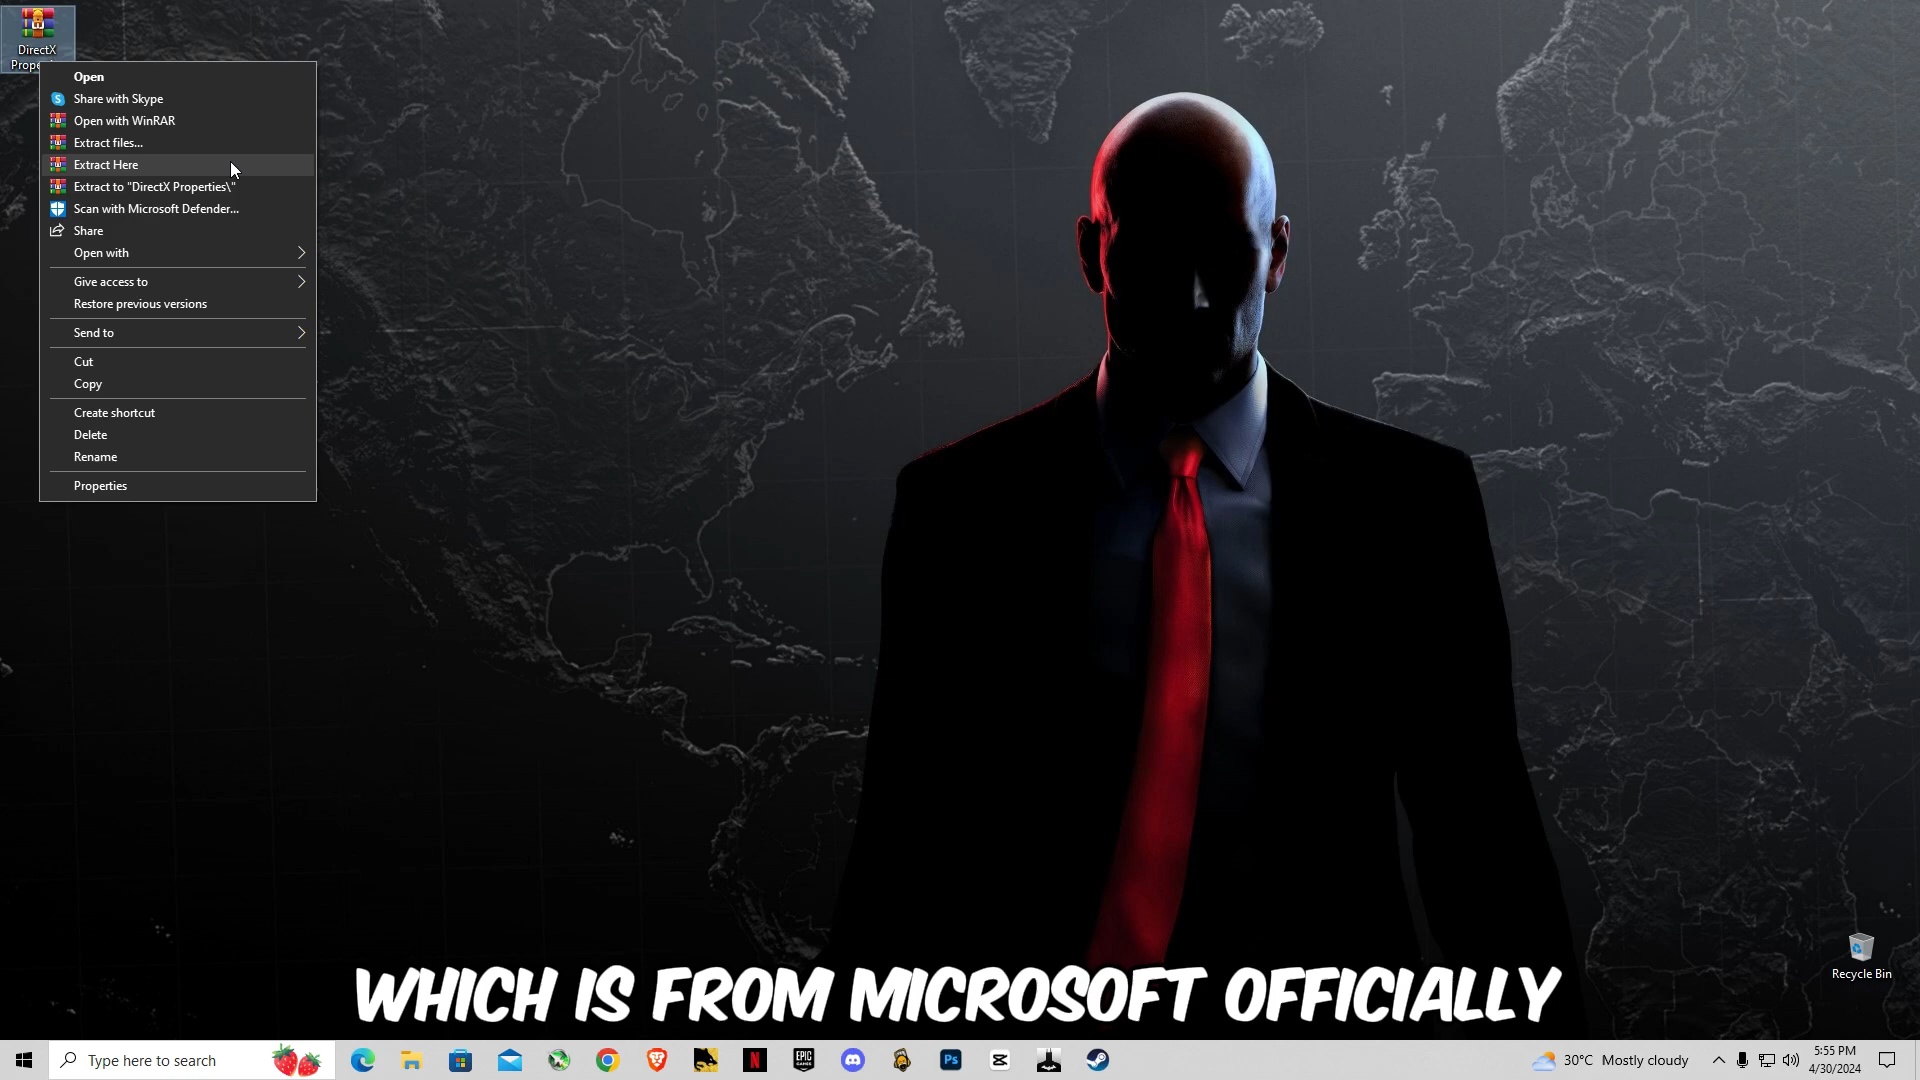 DirectX
Open
Share with Skype
Open with WinRAR
Extract files...
Extract Here
Extract to "DirectX Properties\"
Scan with Microsoft Defender...
Share
Open with
Give access to
Restore previous versions
Send to
Cut
Copy
Create shortcut
Delete
Rename
Properties
Recycle Bin
WHICH IS FROM MICROSOFT OFFICIALLY
Type here to search
N
EPIC
GAMES
Ps
30°C Mostly cloudy
5:55 PM
4/30/2024